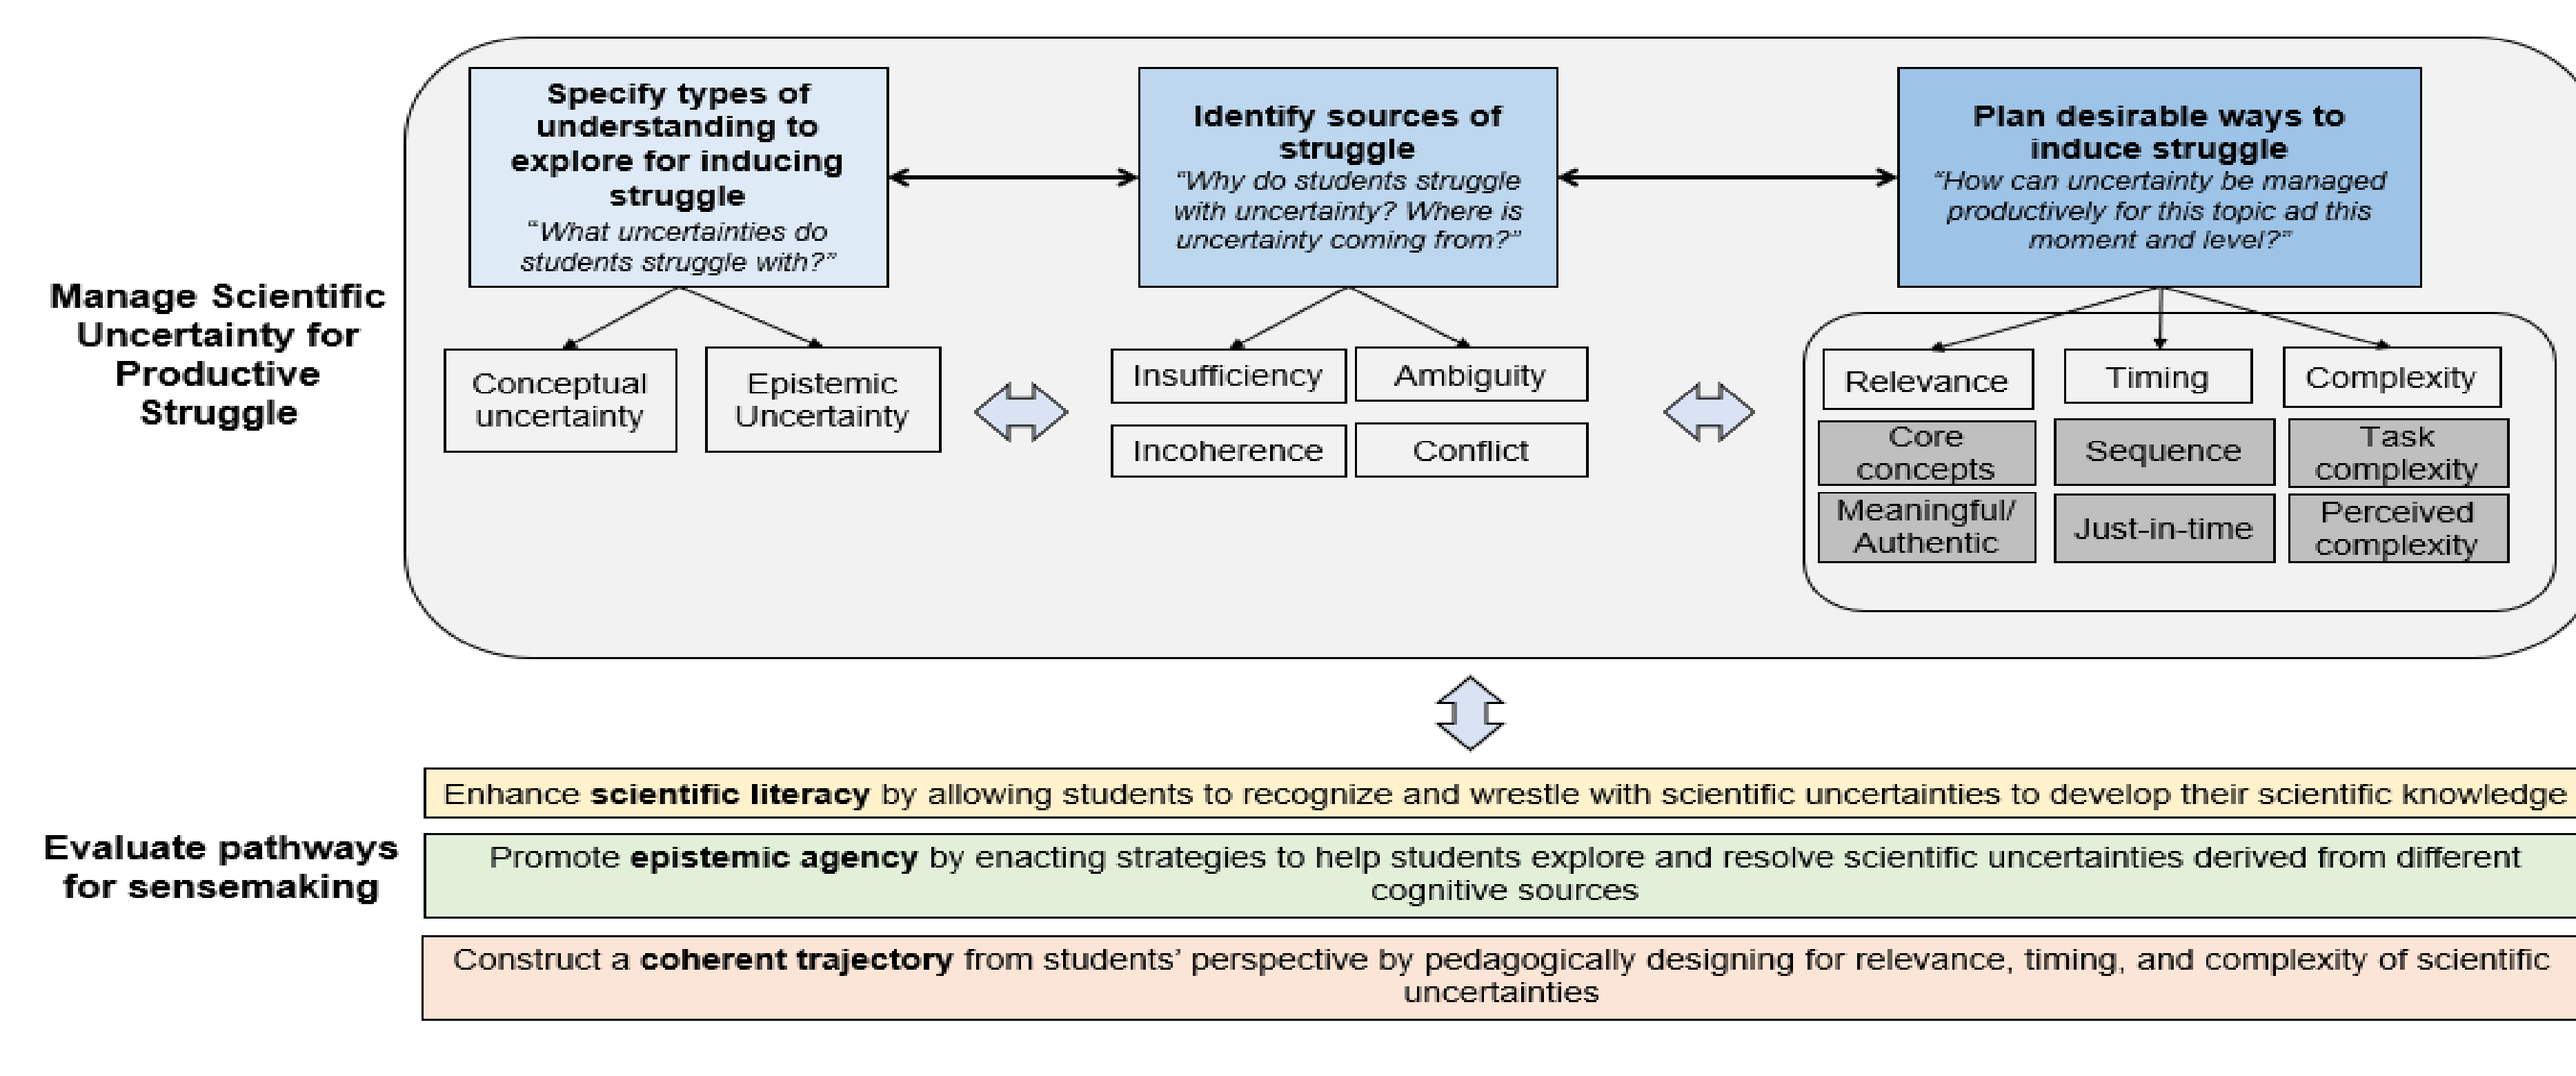 Specify types of
understanding to
explore for inducing
struggle
“What uncertainties do
students struggle with?”
Identify sources of
struggle
“Why do students struggle
with uncertainty? Where is
uncertainty coming from?”
Plan desirable ways to
induce struggle
“How can uncertainty be managed
productively for this topic ad this
moment and level?”
Manage Scientific
Uncertainty for
Productive
Struggle
Conceptual
uncertainty
Epistemic
Uncertainty
Insufficiency
Ambiguity
Incoherence
Conflict
Relevance
Timing
Complexity
Core
concepts
Sequence
Task
complexity
Meaningful/
Authentic
Just-in-time
Perceived
complexity
Evaluate pathways
for sensemaking
Enhance scientific literacy by allowing students to recognize and wrestle with scientific uncertainties to develop their scientific knowledge
Promote epistemic agency by enacting strategies to help students explore and resolve scientific uncertainties derived from different
cognitive sources
Construct a coherent trajectory from students’ perspective by pedagogically designing for relevance, timing, and complexity of scientific
uncertainties